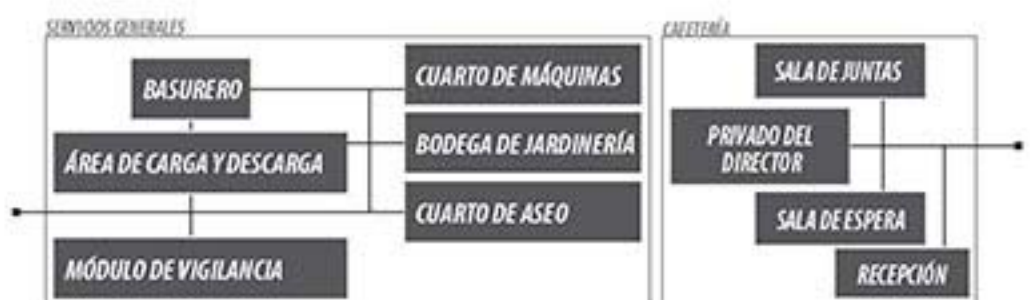 SERVICIOS GENERALES
BASURERO
CUARTO DE MÁQUINAS
ÁREA DE CARGA Y DESCARGA
BODEGA DE JARDINERÍA
CUARTO DE ASEO
MÓDULO DE VIGILANCIA
CAFETERÍA
SALA DE JUNTAS
PRIVADO DEL
DIRECTOR
SALA DE ESPERA
RECEPCIÓN